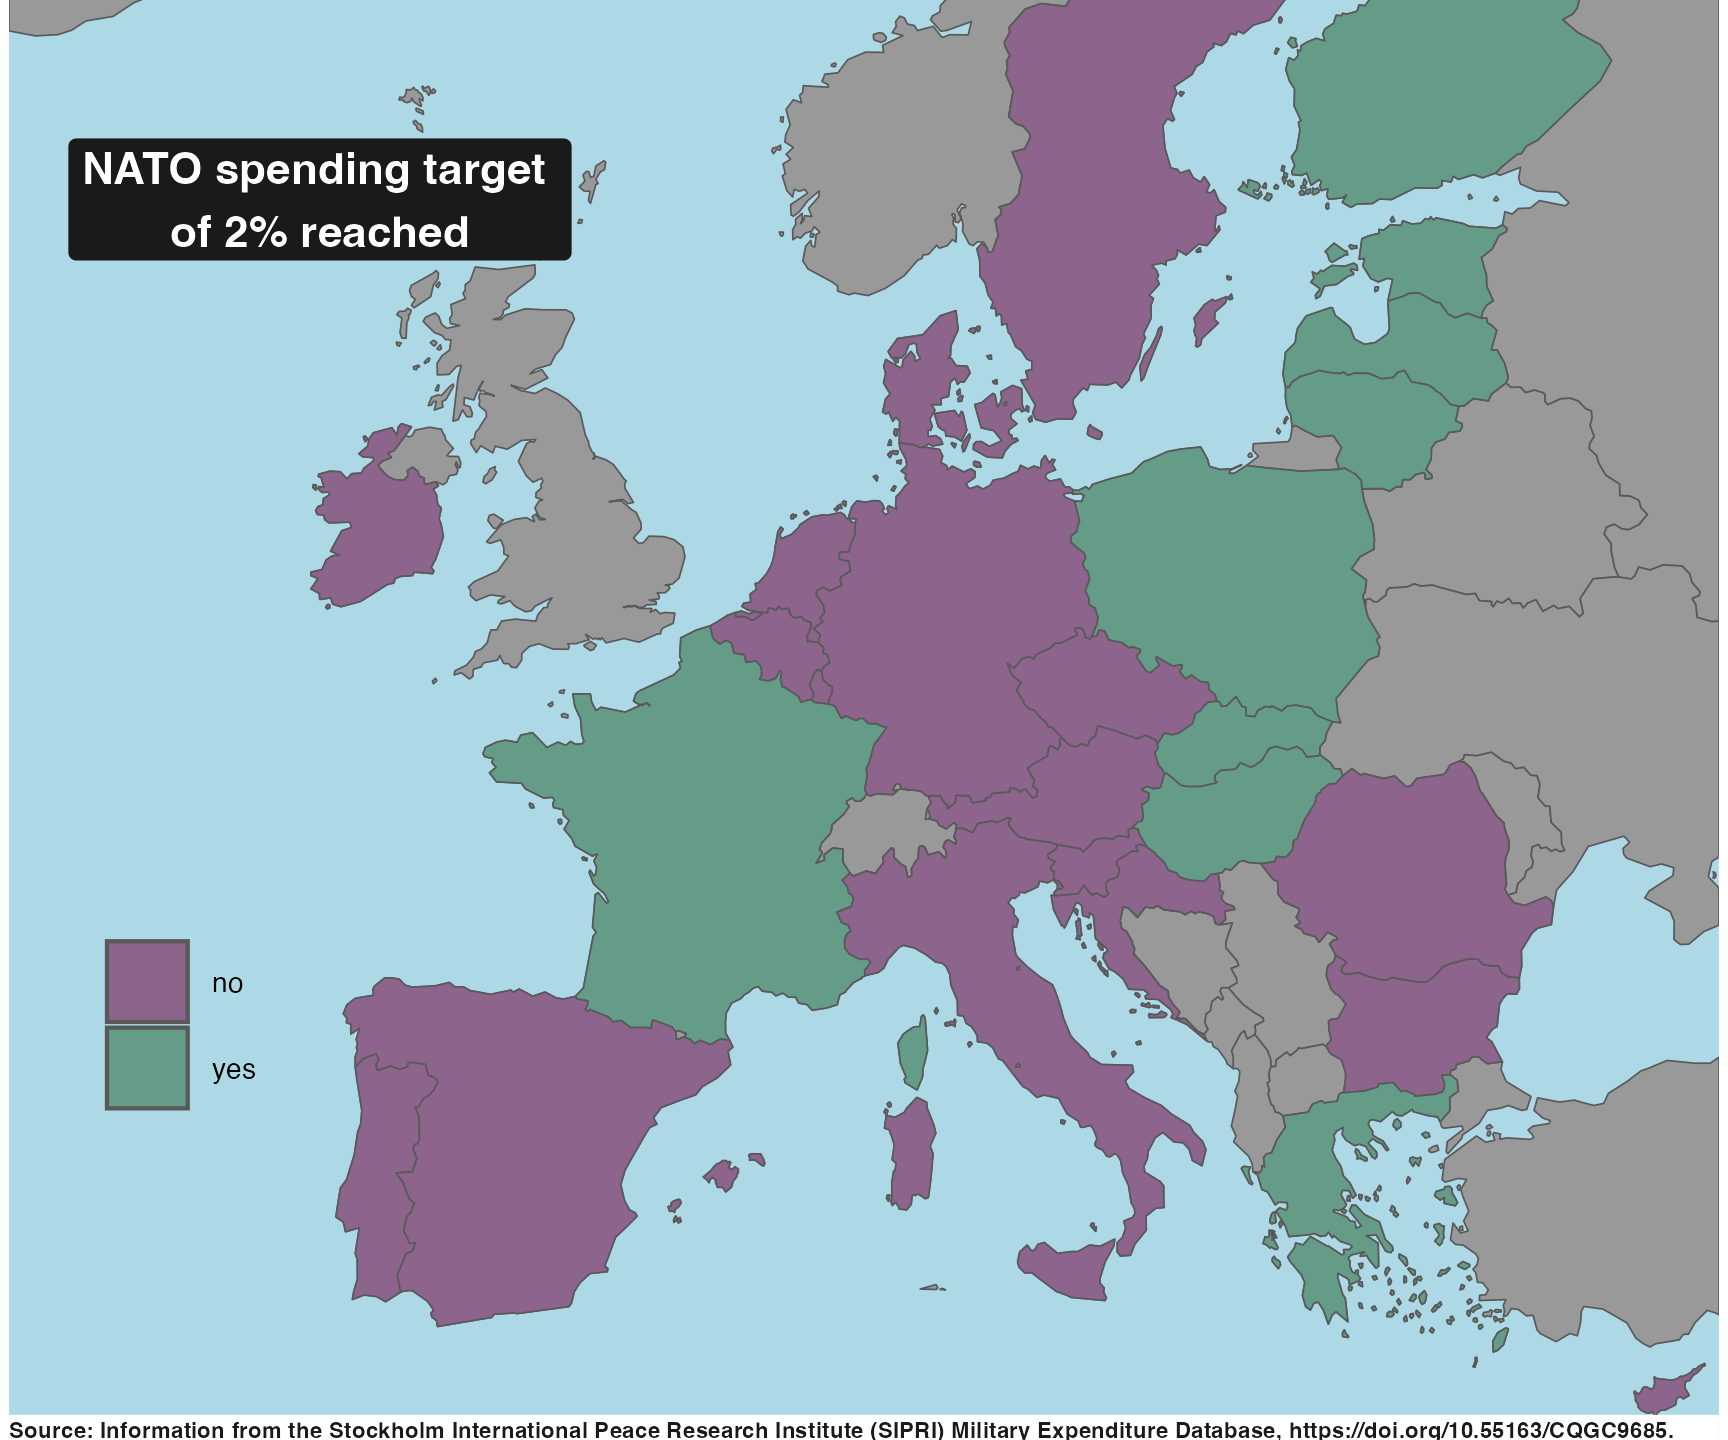 NATO spending target
of 2% reached
no
yes
Source: Information from the Stockholm International Peace Research Institute (SIPRI) Military Expenditure Database, https://doi.org/10.55163/CQGC9685.